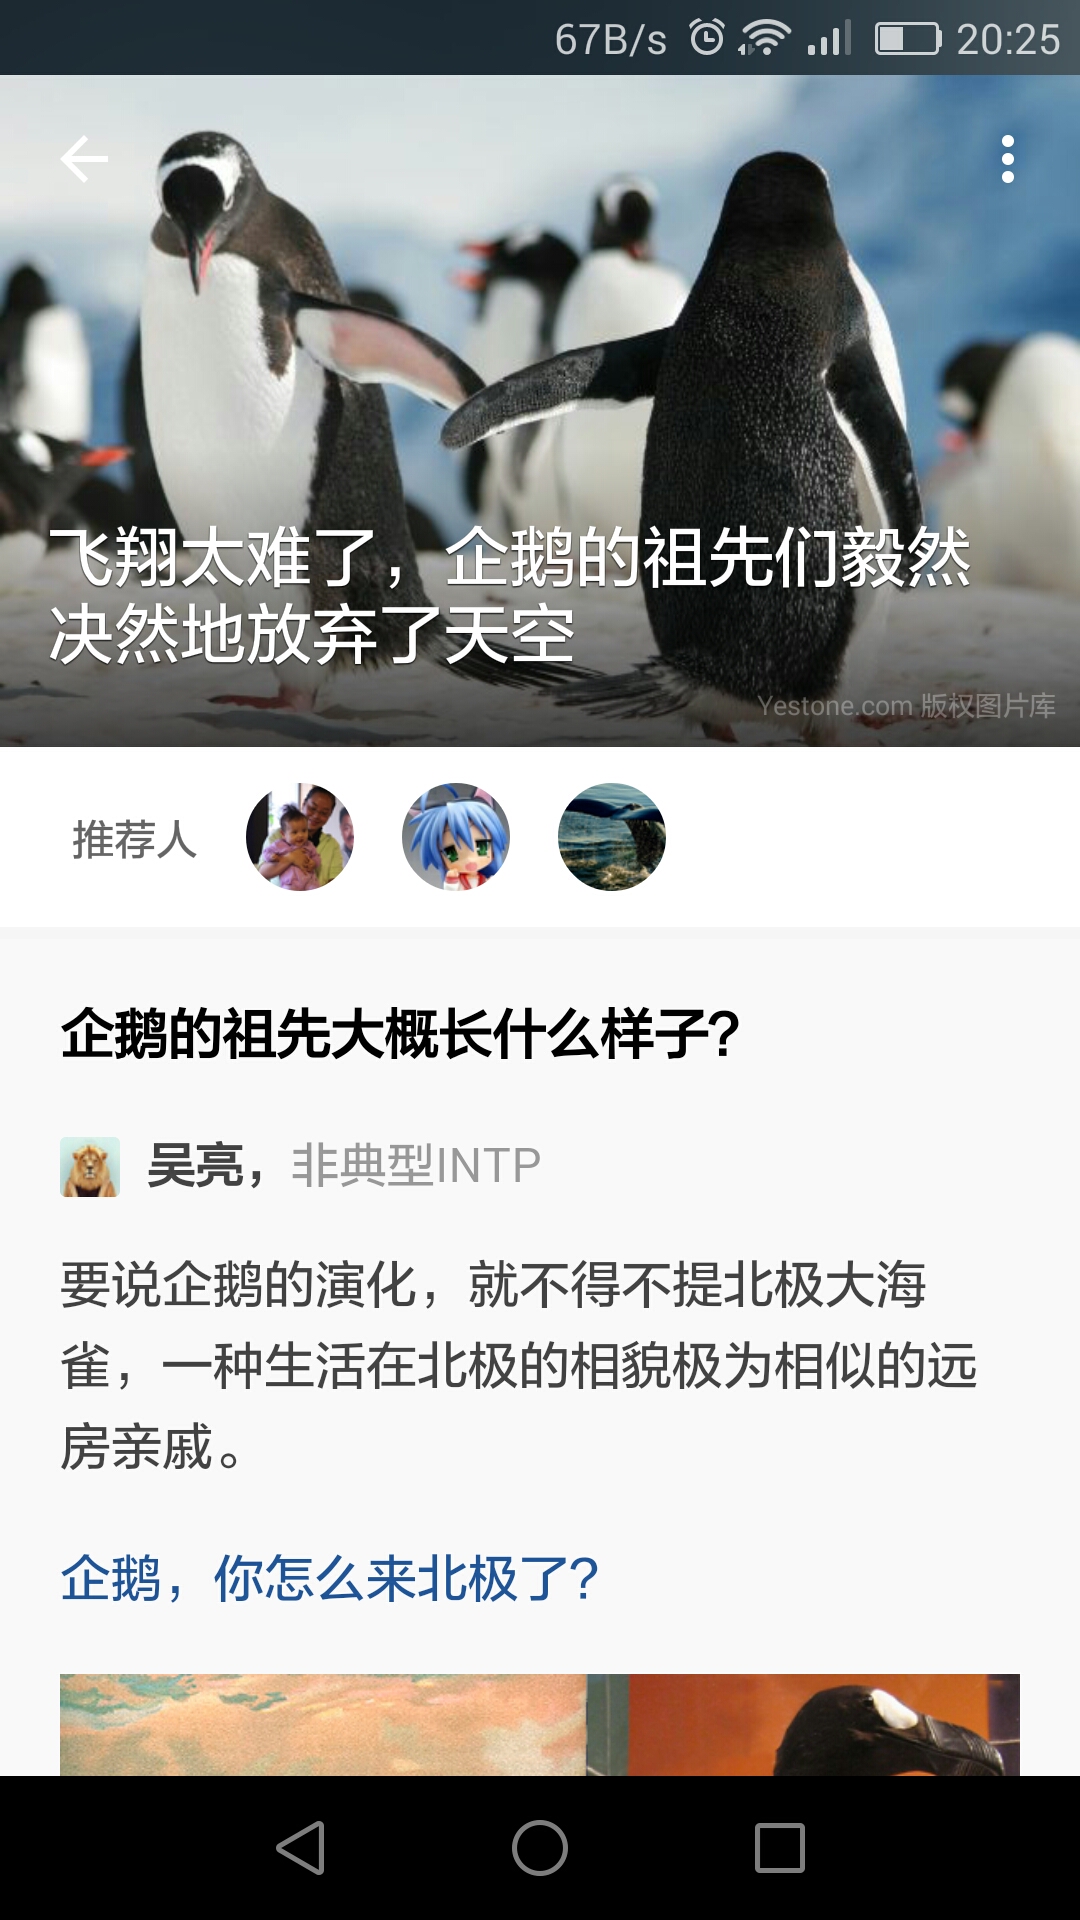 67B/s 20:25
飞翔太难了，企鹅的祖先们毅然
决然地放弃了天空
Yestone.com 版权图片库
推荐人
企鹅的祖先大概长什么样子？
吴亮，非典型INTP
要说企鹅的演化，就不得不提北极大海
雀，一种生活在北极的相貌极为相似的远
房亲戚。
企鹅，你怎么来北极了？